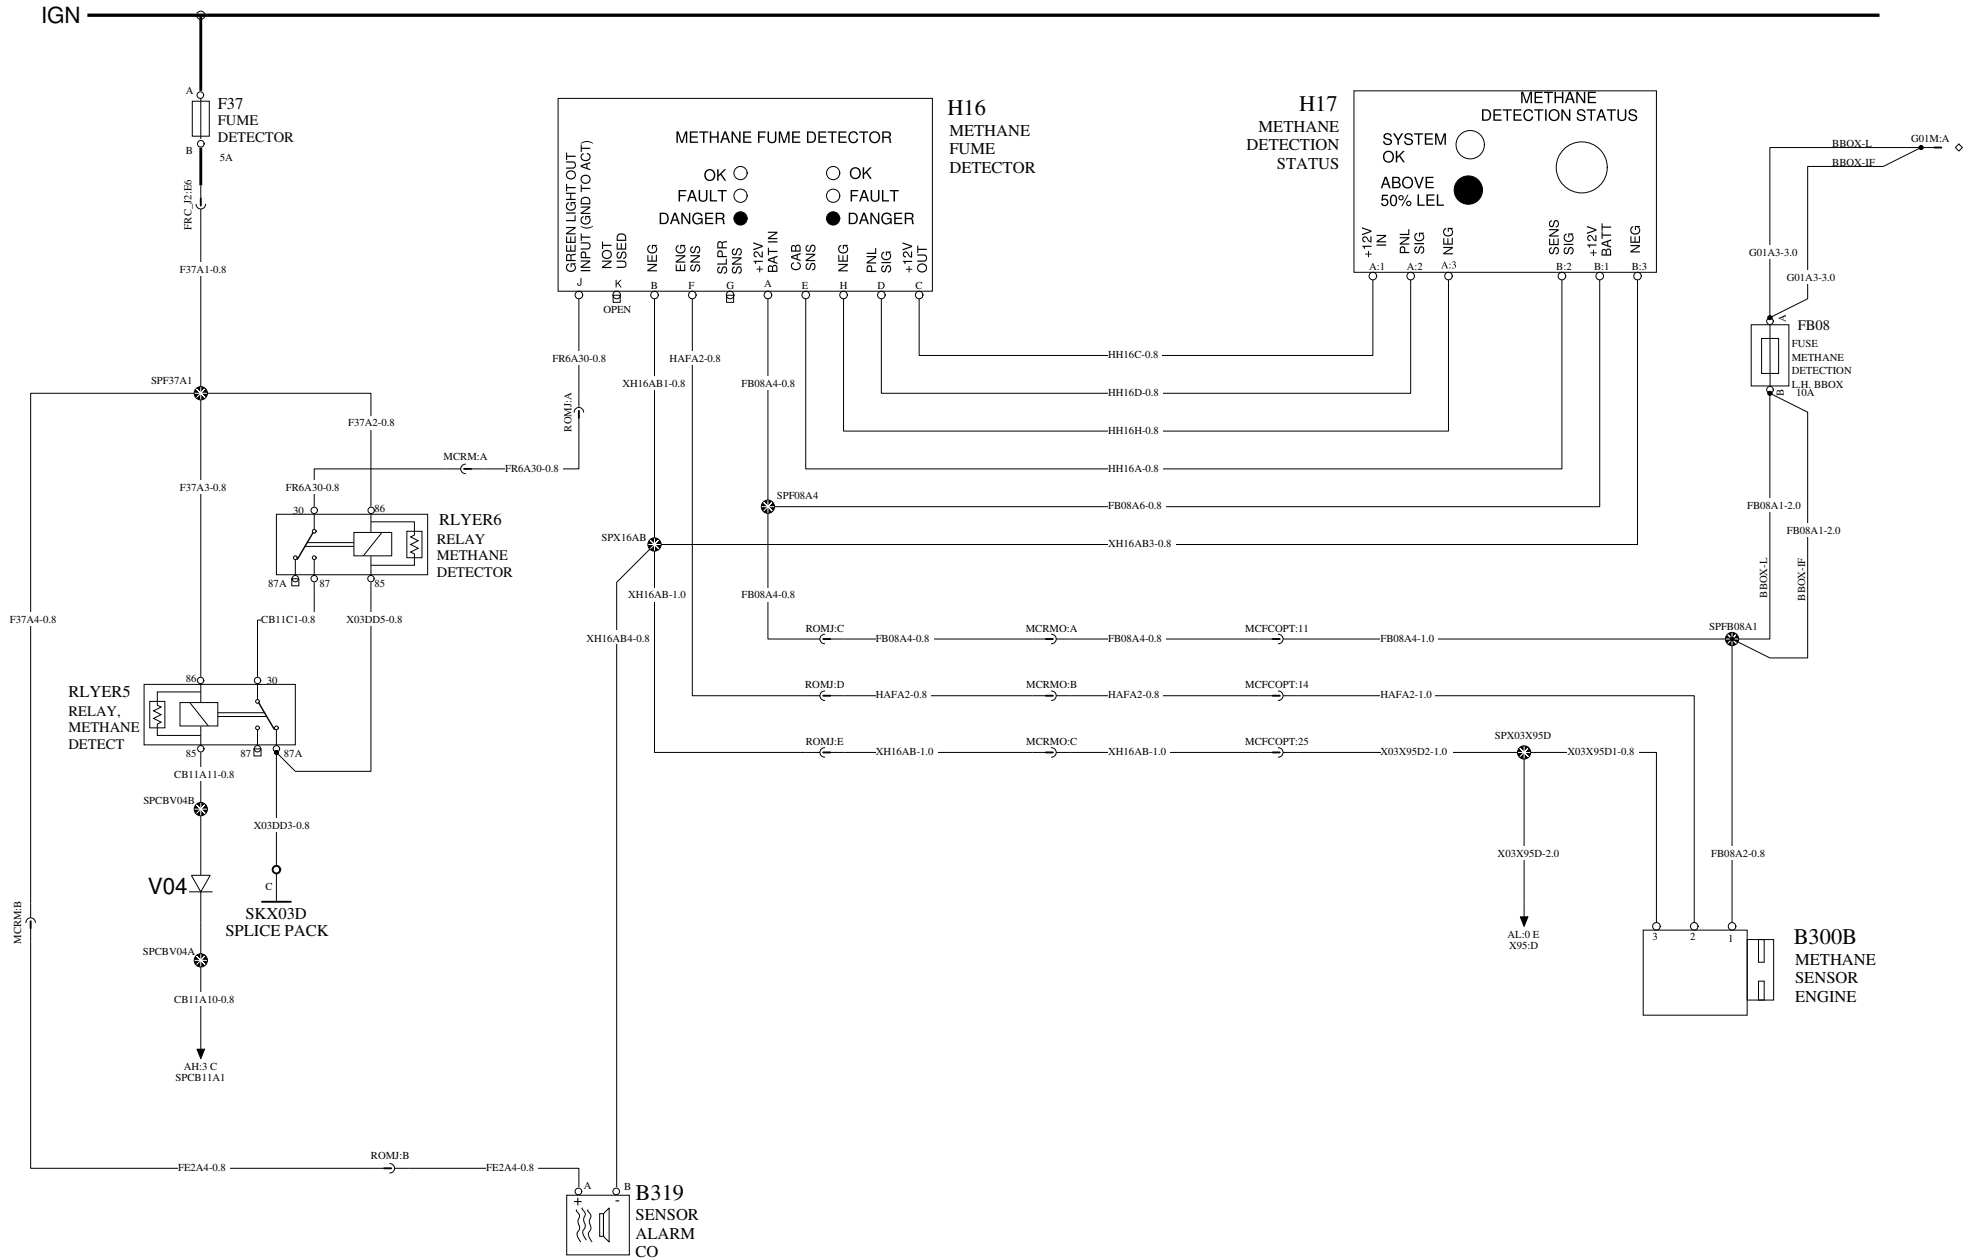 IGN
A
F37
FUME
DETECTOR
B
5A
FRC_J2:E6
F37A1-0.8
SPF37A1
F37A2-0.8
F37A3-0.8
F37A4-0.8
MCRM:A
FR6A30-0.8
FR6A30-0.8
30
86
RLYER6
RELAY
METHANE
DETECTOR
87A
87
85
CB11C1-0.8
X03DD5-0.8
86
30
RLYER5
RELAY,
METHANE
DETECT
85
87
87A
CB11A11-0.8
SPCBV04B
X03DD3-0.8
V04
C
SKX03D
SPLICE PACK
MCRM:B
SPCBV04A
CB11A10-0.8
AH:3 C
SPCB11A1
FE2A4-0.8
ROMJ:B
FE2A4-0.8
A
B
+
-
B319
SENSOR
ALARM
CO
H16
METHANE
FUME
DETECTOR
METHANE FUME DETECTOR
OK
FAULT
DANGER
OK
FAULT
DANGER
GREEN LIGHT OUT
INPUT (GND TO ACT)
NOT
USED
NEG
ENG
SNS
SLPR
SNS
+12V
BAT IN
CAB
SNS
NEG
PNL
SIG
+12V
OUT
J
K
B
F
G
A
E
H
D
C
OPEN
FR6A30-0.8
ROMJ:A
XH16AB1-0.8
HAFA2-0.8
FB08A4-0.8
H17
METHANE
DETECTION
STATUS
METHANE
DETECTION STATUS
SYSTEM
OK
ABOVE
50% LEL
+12V
IN
PNL
SIG
NEG
SENS
SIG
+12V
BATT
NEG
A:1
A:2
A:3
B:2
B:1
B:3
HH16C-0.8
HH16D-0.8
HH16H-0.8
HH16A-0.8
SPF08A4
FB08A6-0.8
SPX16AB
XH16AB3-0.8
XH16AB-1.0
FB08A4-0.8
XH16AB4-0.8
ROMJ:C
FB08A4-0.8
MCRMO:A
FB08A4-0.8
MCFCOPT:11
FB08A4-1.0
SPFB08A1
ROMJ:D
HAFA2-0.8
MCRMO:B
HAFA2-0.8
MCFCOPT:14
HAFA2-1.0
ROMJ:E
XH16AB-1.0
MCRMO:C
XH16AB-1.0
MCFCOPT:25
X03X95D2-1.0
SPX03X95D
X03X95D1-0.8
X03X95D-2.0
AL:0 E
X95:D
FB08A2-0.8
3
2
1
B300B
METHANE
SENSOR
ENGINE
BBOX-L
BBOX-IF
G01M:A
G01A3-3.0
G01A3-3.0
A
FB08
FUSE
METHANE
DETECTION
L.H. BBOX
10A
B
FB08A1-2.0
FB08A1-2.0
BBOX-L
BBOX-IF